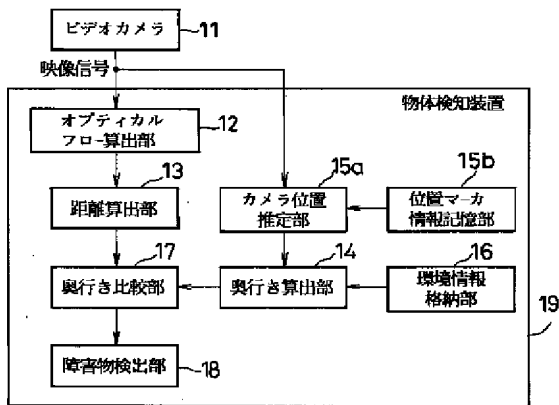 ビデオカメラ
11
映像信号
物体検知装置
オプティカル
フロー算出部
12
13
15a
15b
距離算出部
カメラ位置
推定部
位置マーカ
情報記憶部
17
14
16
奥行き比較部
奥行き算出部
環境情報
格納部
19
障害物検出部
18